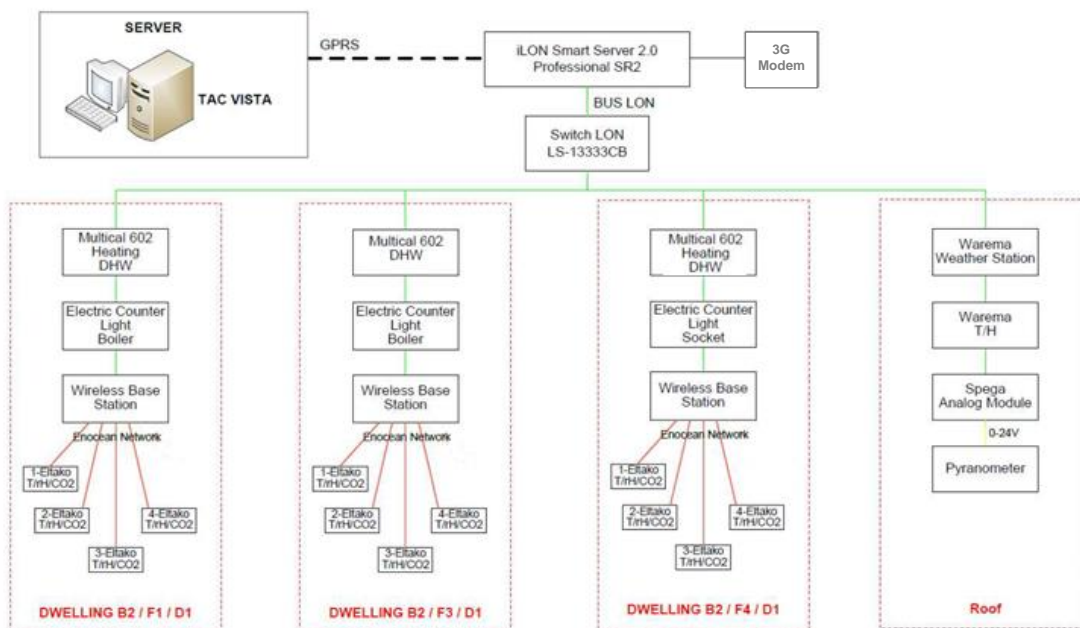 SERVER
TAC VISTA
GPRS
iLON Smart Server 2.0
Professional SR2
3G
Modem
BUS LON
Switch LON
LS-13333CB
Multical 602
Heating
DHW
Electric Counter
Light
Boiler
Wireless Base
Station
Enocean Network
1-Eltako
T/rH/CO2
2-Eltako
T/rH/CO2
4-Eltako
T/rH/CO2
3-Eltako
T/rH/CO2
DWELLING B2 / F1 / D1
Multical 602
DHW
Electric Counter
Light
Boiler
Wireless Base
Station
Enocean Network
1-Eltako
T/rH/CO2
2-Eltako
T/rH/CO2
4-Eltako
T/rH/CO2
3-Eltako
T/rH/CO2
DWELLING B2 / F3 / D1
Multical 602
Heating
DHW
Electric Counter
Light
Socket
Wireless Base
Station
Enocean Network
1-Eltako
T/rH/CO2
2-Eltako
T/rH/CO2
4-Eltako
T/rH/CO2
3-Eltako
T/rH/CO2
DWELLING B2 / F4 / D1
Warema
Weather Station
Warema
T/H
Spega
Analog Module
0-24V
Pyranometer
Roof